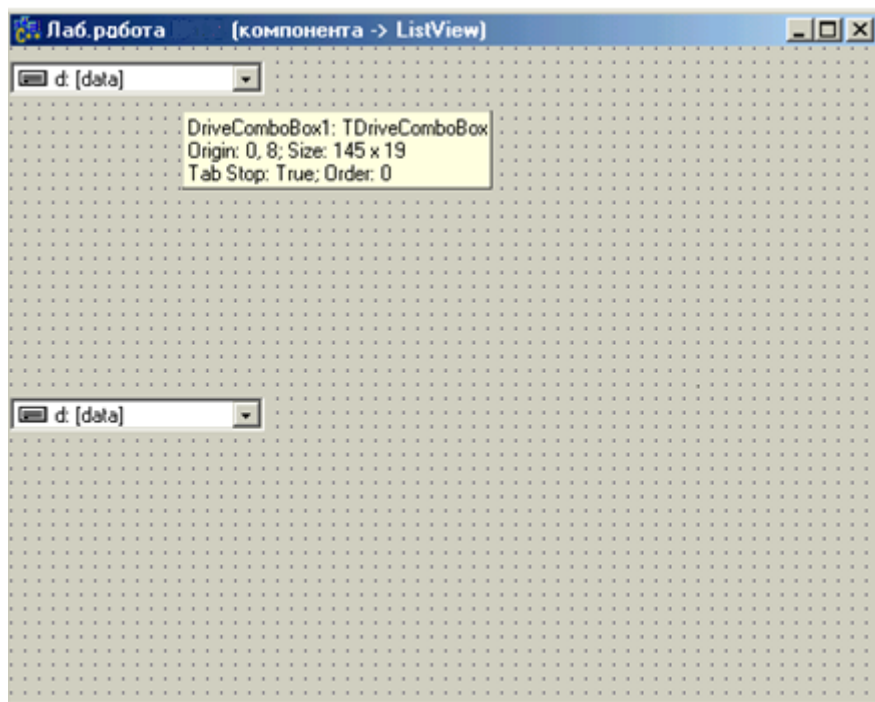 Лаб.работа (компонента -> ListView)
d: [data]
DriveComboBox1: TDriveComboBox
Origin: 0, 8; Size: 145 x 19
Tab Stop: True; Order: 0
d: [data]